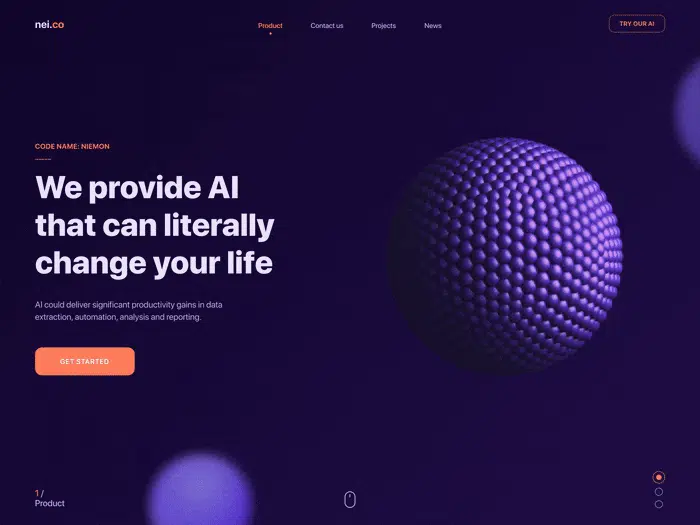 nei.co
Product
Contact us
Projects
News
TRY OUR AI
CODE NAME: NIEMON
We provide AI
that can literally
change your life
AI could deliver significant productivity gains in data
extraction, automation, analysis and reporting.
GET STARTED
1 /
Product